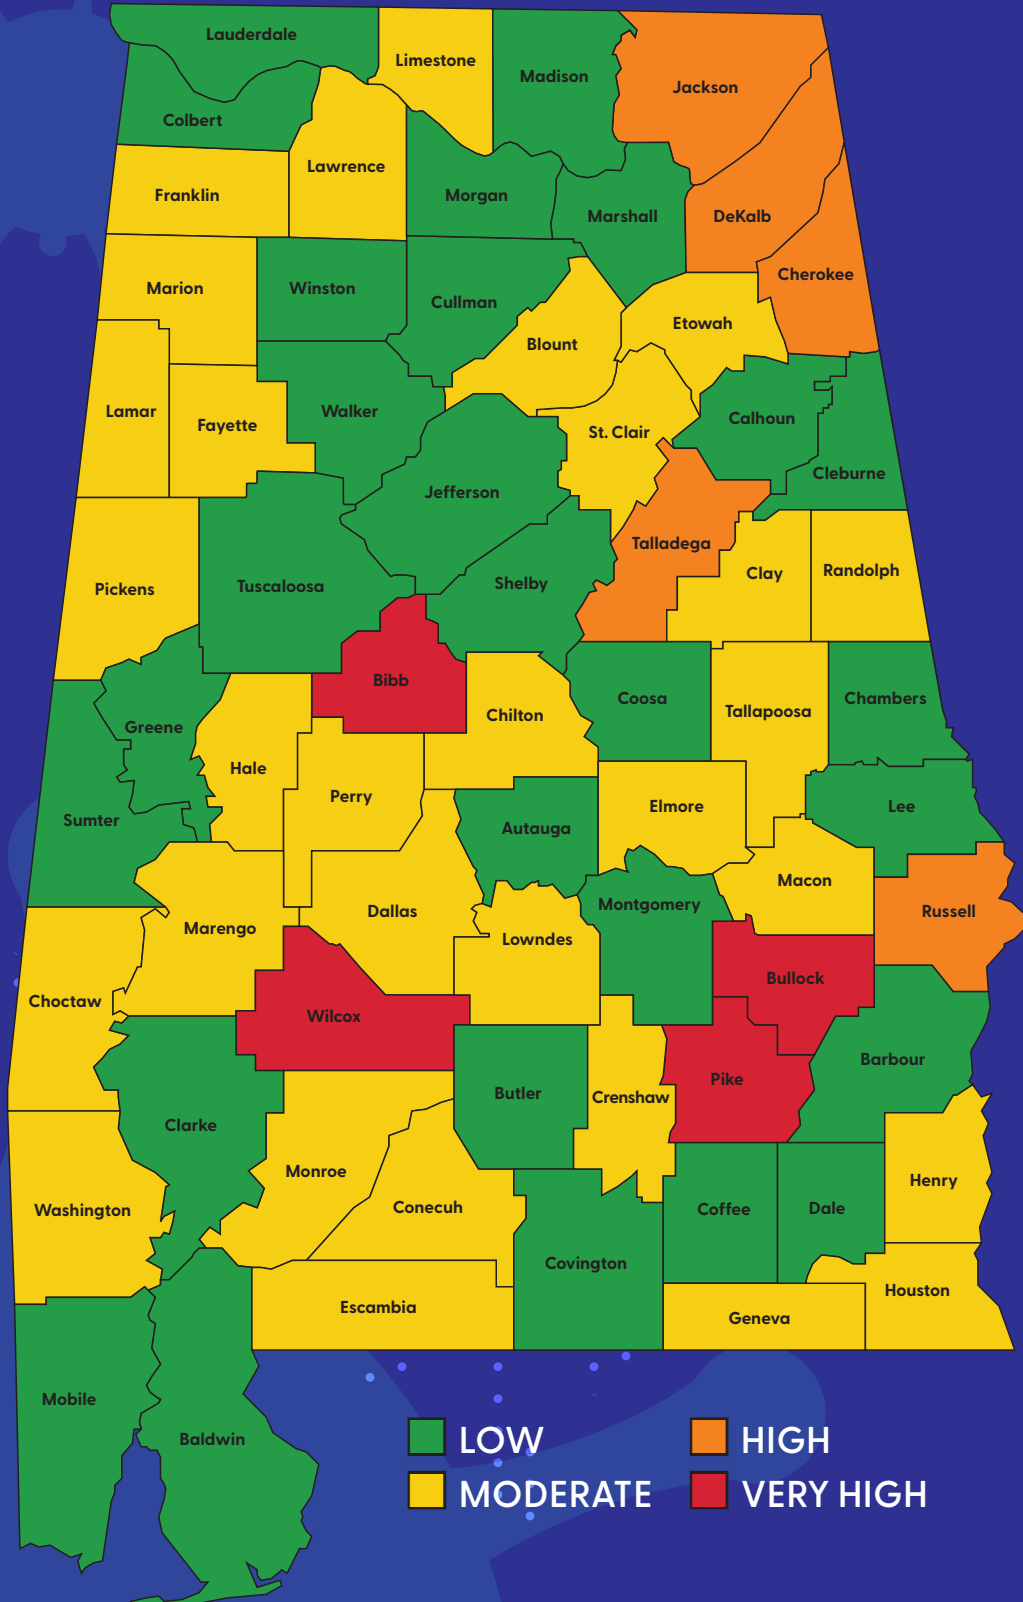 Lauderdale
Limestone
Madison
Jackson
Colbert
Lawrence
Franklin
Morgan
Marshall
DeKalb
Cherokee
Marion
Winston
Cullman
Etowah
Blount
Lamar
Fayette
Walker
St. Clair
Calhoun
Cleburne
Jefferson
Talladega
Pickens
Tuscaloosa
Shelby
Clay
Randolph
Bibb
Coosa
Chambers
Greene
Chilton
Tallapoosa
Hale
Perry
Elmore
Lee
Sumter
Autauga
Macon
Montgomery
Dallas
Russell
Marengo
Lowndes
Bullock
Choctaw
Wilcox
Barbour
Pike
Butler
Crenshaw
Clarke
Monroe
Henry
Washington
Conecuh
Coffee
Dale
Covington
Houston
Escambia
Geneva
Mobile
Baldwin
LOW
HIGH
MODERATE
VERY HIGH